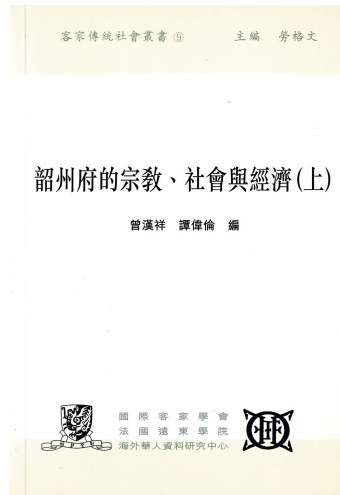 客家傳統社會叢書⑨ 主編 勞格文
韶州府的宗教、社會與經濟(上)
曾漢祥 譚偉倫 編
國際客家學會
法國遠東學院
海外華人資料研究中心